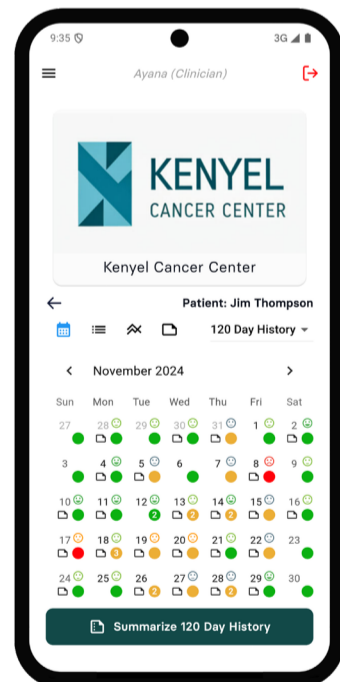 9:35 3G
Ayana (Clinician)
KENYEL
CANCER CENTER
Kenyel Cancer Center
Patient: Jim Thompson
120 Day History
November 2024
Sun Mon Tue Wed Thu Fri Sat
27 28 29 30 31 1 2
3 4 5 6 7 8 9
10 11 12 13 14 15 16
2 2 2
17 18 19 20 21 22 23
3
24 25 26 27 28 29 30
2 2
Summarize 120 Day History